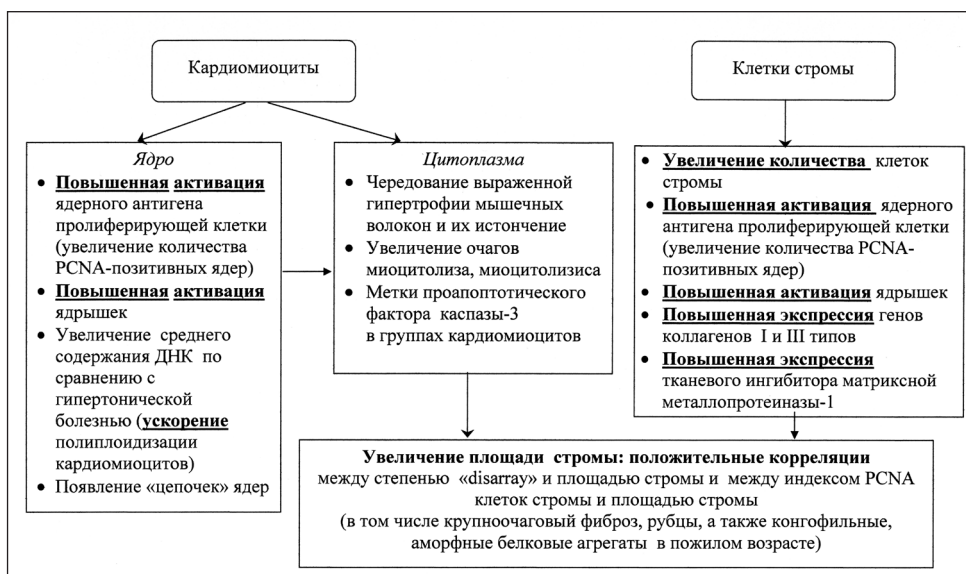 Кардиомиоциты
Клетки стромы
Ядро
• Повышенная активация
ядерного антигена
пролиферирующей клетки
(увеличение количества
PCNA-позитивных ядер)
• Повышенная активация
ядрышек
• Увеличение среднего
содержания ДНК по
сравнению с
гипертонической
болезнью (ускорение
полиплоидизации
кардиомиоцитов)
• Появление «цепочек» ядер
Цитоплазма
• Чередование выраженной
гипертрофии мышечных
волокон и их истончение
• Увеличение очагов
миоцитолиза, миоцитолизиса
• Метки проапоптотического
фактора каспазы-3
в группах кардиомиоцитов
• Увеличение количества клеток
стромы
• Повышенная активация ядерного
антигена пролиферирующей клетки
(увеличение количества PCNA-
позитивных ядер)
• Повышенная активация ядрышек
• Повышенная экспрессия генов
коллагенов I и III типов
• Повышенная экспрессия
тканевого ингибитора матриксной
металлопротеиназы-1
Увеличение площади стромы: положительные корреляции
между степенью «disarray» и площадью стромы и между индексом PCNA
клеток стромы и площадью стромы
(в том числе крупноочаговый фиброз, рубцы, а также конгофильные,
аморфные белковые агрегаты в пожилом возрасте)